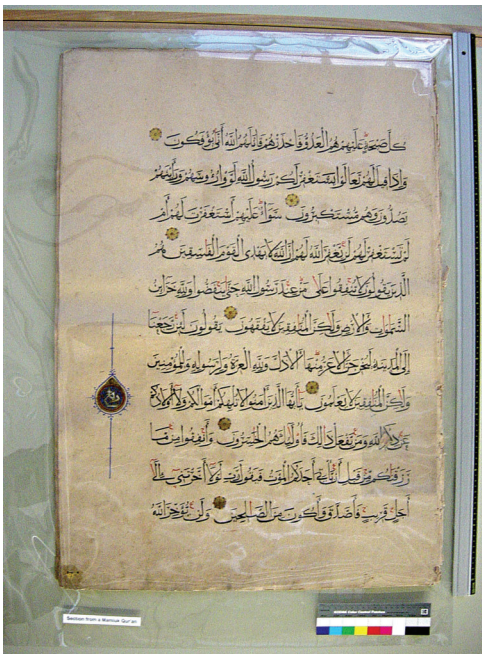 كل صيحة عليهم هم العدو فاحذرهم قاتلهم الله أنى يؤفكون
وإذا قيل لهم تعالوا يستغفر لكم رسول الله لووا رؤسهم ورأيتهم
يصدون وهم مستكبرون سواء عليهم أستغفرت لهم أم
لم تستغفر لهم لن يغفر الله لهم إن الله لا يهدي القوم الفاسقين هم
الذين يقولون لا تنفقوا على من عند رسول الله حتى ينفضوا ولله خزائن
السموات والأرض ولكن المنافقين لا يفقهون يقولون لئن رجعنا
إلى المدينة ليخرجن الأعز منها الأذل ولله العزة ولرسوله وللمؤمنين
ولكن المنافقين لا يعلمون يأيها الذين آمنوا لا تلهكم أموالكم ولا أولادكم
عن ذكر الله ومن يفعل ذلك فأولئك هم الخاسرون وأنفقوا من ما
رزقناكم من قبل أن يأتي أحدكم الموت فيقول رب لولا أخرتني إلى
أجل قريب فأصدق وأكون من الصالحين ولن يؤخر الله
Section from a Mamluk Qur'an